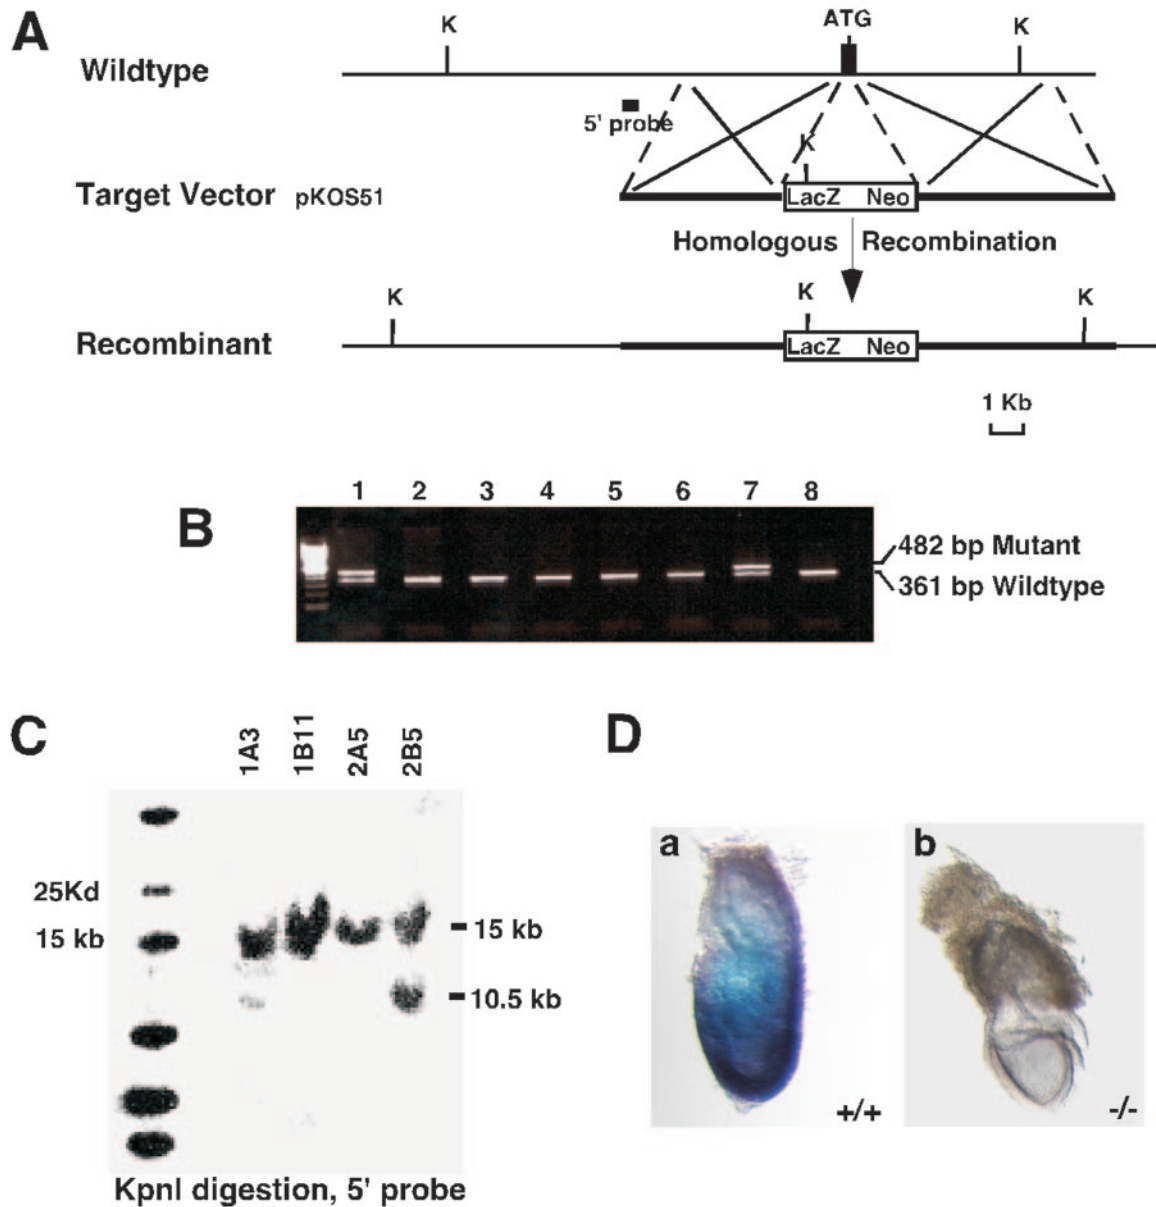 A
K
ATG
K
Wildtype
5' probe
K
Target Vector pKOS51
LacZ Neo
Homologous Recombination
K
K
K
Recombinant
LacZ Neo
1 Kb
B
1 2 3 4 5 6 7 8
482 bp Mutant
361 bp Wildtype
C
1A3 1B11 2A5 2B5
25Kd
15 kb
15 kb
10.5 kb
KpnI digestion, 5' probe
D
a
+/+
b
-/-